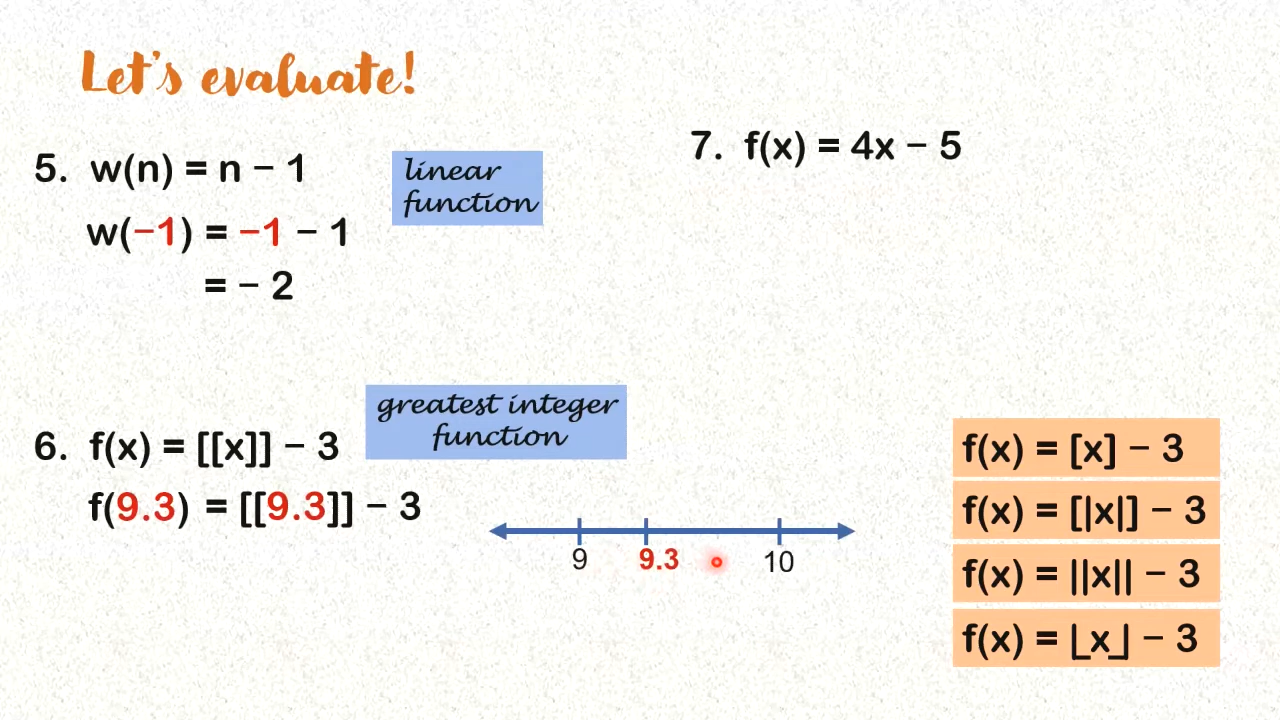 Let's evaluate!
5. w(n) = n − 1
linear
function
w(−1) = −1 − 1
= − 2
6. f(x) = [[x]] − 3
greatest integer
function
f(9.3) = [[9.3]] − 3
9
9.3
10
7. f(x) = 4x − 5
f(x) = [x] − 3
f(x) = [|x|] − 3
f(x) = ||x|| − 3
f(x) = ⌊x⌋ − 3